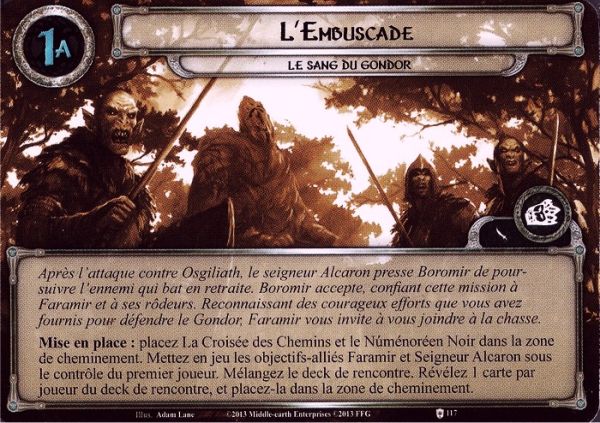 1A
L'EMBUSCADE
LE SANG DU GONDOR
Après l'attaque contre Osgiliath, le seigneur Alcaron presse Boromir de pour-
suivre l'ennemi qui bat en retraite. Boromir accepte, confiant cette mission à
Faramir et à ses rôdeurs. Reconnaissant des courageux efforts que vous avez
fournis pour défendre le Gondor, Faramir vous invite à vous joindre à la chasse.
Mise en place : placez La Croisée des Chemins et le Núménoréen Noir dans la zone
de cheminement. Mettez en jeu les objectifs-alliés Faramir et Seigneur Alcaron sous
le contrôle du premier joueur. Mélangez le deck de rencontre. Révélez 1 carte par
joueur du deck de rencontre, et placez-la dans la zone de cheminement.
Illus. Adam Lane ©2013 Middle-earth Enterprises ©2013 FFG 117